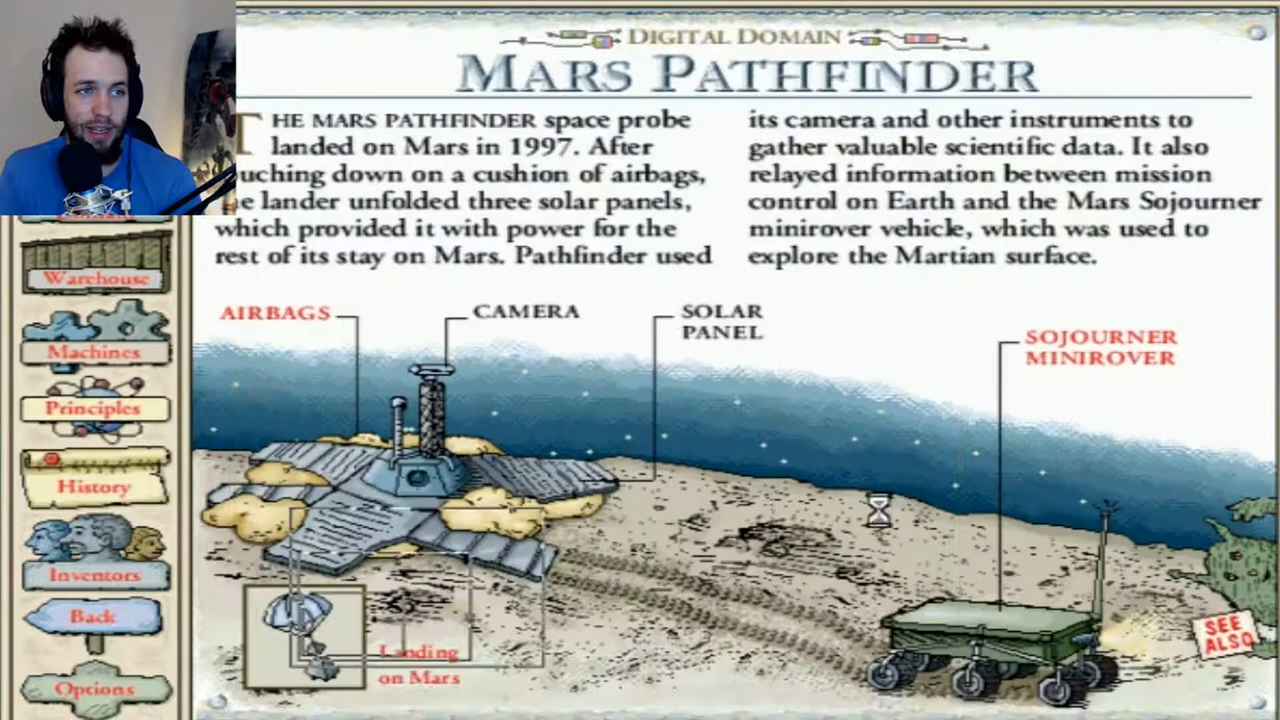 DIGITAL DOMAIN
MARS PATHFINDER
THE MARS PATHFINDER space probe
landed on Mars in 1997. After
ouching down on a cushion of airbags,
e lander unfolded three solar panels,
which provided it with power for the
rest of its stay on Mars. Pathfinder used
its camera and other instruments to
gather valuable scientific data. It also
relayed information between mission
control on Earth and the Mars Sojourner
minirover vehicle, which was used to
explore the Martian surface.
AIRBAGS
CAMERA
SOLAR
PANEL
SOJOURNER
MINIROVER
Landing
on Mars
SEE
ALSO
Warehouse
Machines
Principles
History
Inventors
Back
Options